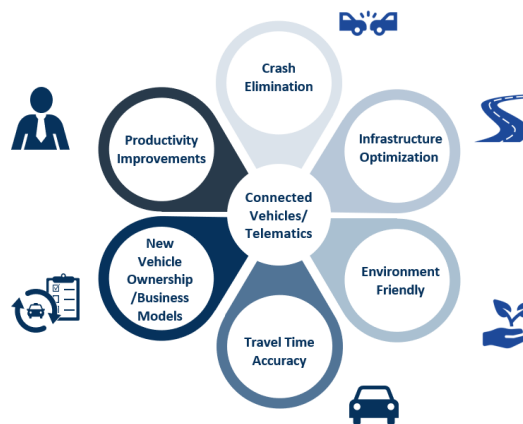 Crash
Elimination
Infrastructure
Optimization
Environment
Friendly
Travel Time
Accuracy
New
Vehicle
Ownership
/Business
Models
Productivity
Improvements
Connected
Vehicles/
Telematics